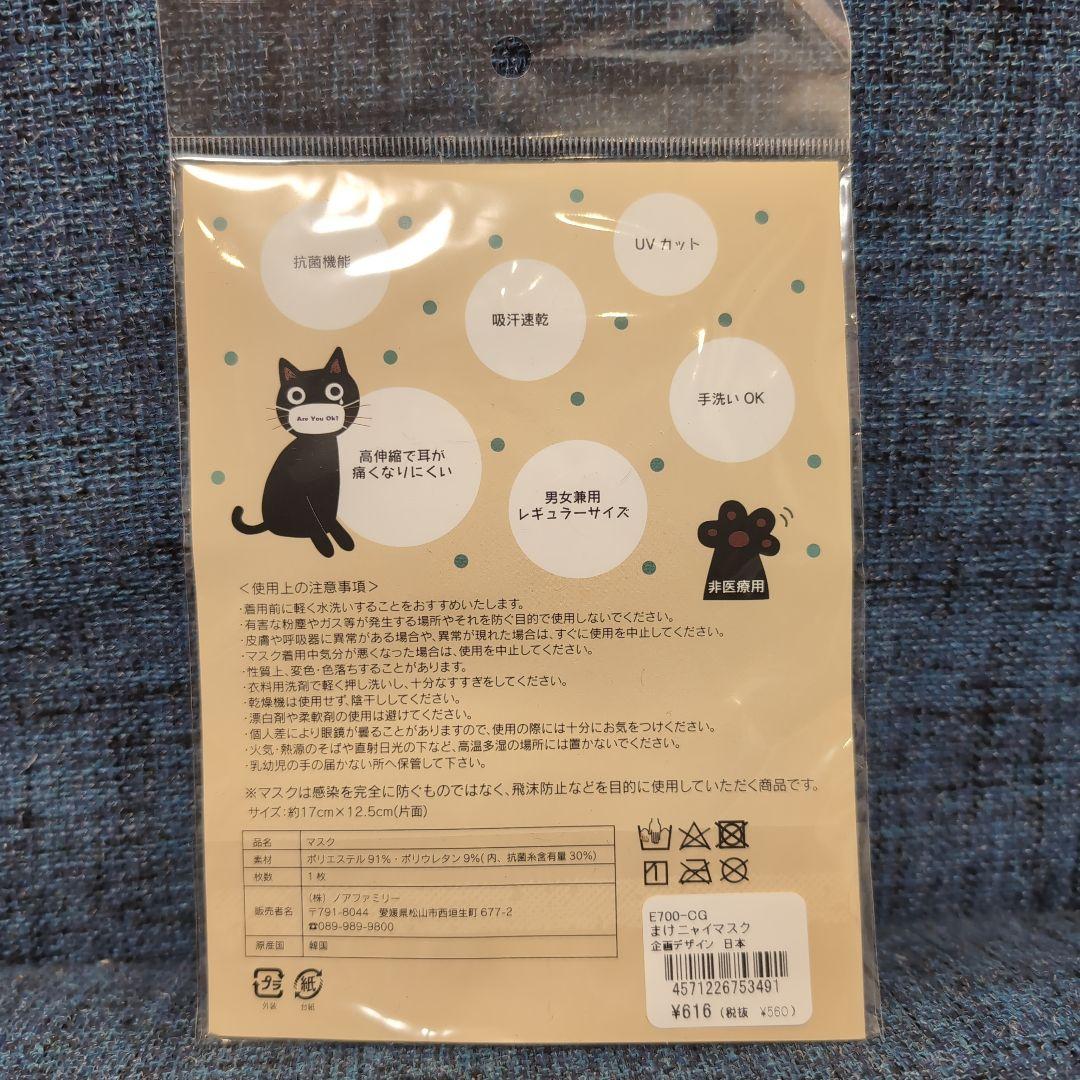 抗菌機能
UVカット
吸汗速乾
手洗いOK
Are You Ok?
高伸縮で耳が
痛くなりにくい
男女兼用
レギュラーサイズ
非医療用
＜使用上の注意事項＞
・着用前に軽く水洗いすることをおすすめいたします。
・有害な粉塵やガス等が発生する場所やそれを防ぐ目的で使用しないでください。
・皮膚や呼吸器に異常がある場合や、異常が現れた場合は、すぐに使用を中止してください。
・マスク着用中気分が悪くなった場合は、使用を中止してください。
・性質上、変色・色落ちすることがあります。
・衣料用洗剤で軽く押し洗いし、十分なすすぎをしてください。
・乾燥機は使用せず、陰干ししてください。
・漂白剤や柔軟剤の使用は避けてください。
・個人差により眼鏡が曇ることがありますので、使用の際には十分にお気をつけください。
・火気・熱源のそばや直射日光の下など、高温多湿の場所には置かないでください。
・乳幼児の手の届かない所へ保管して下さい。
※マスクは感染を完全に防ぐものではなく、飛沫防止などを目的に使用していただく商品です。
サイズ:約17cm×12.5cm(片面)
品名 マスク
素材 ポリエステル91%・ポリウレタン9%(内、抗菌糸含有量30%)
枚数 1枚
販売者名 (株)ノアファミリー
〒791-8044 愛媛県松山市西垣生町677-2
☎089-989-9800
原産国 韓国
プラ 紙
外装 台紙
1
E700-CG
まけニャイマスク
企画デザイン 日本
4571226753491
¥616(税抜 ¥560)